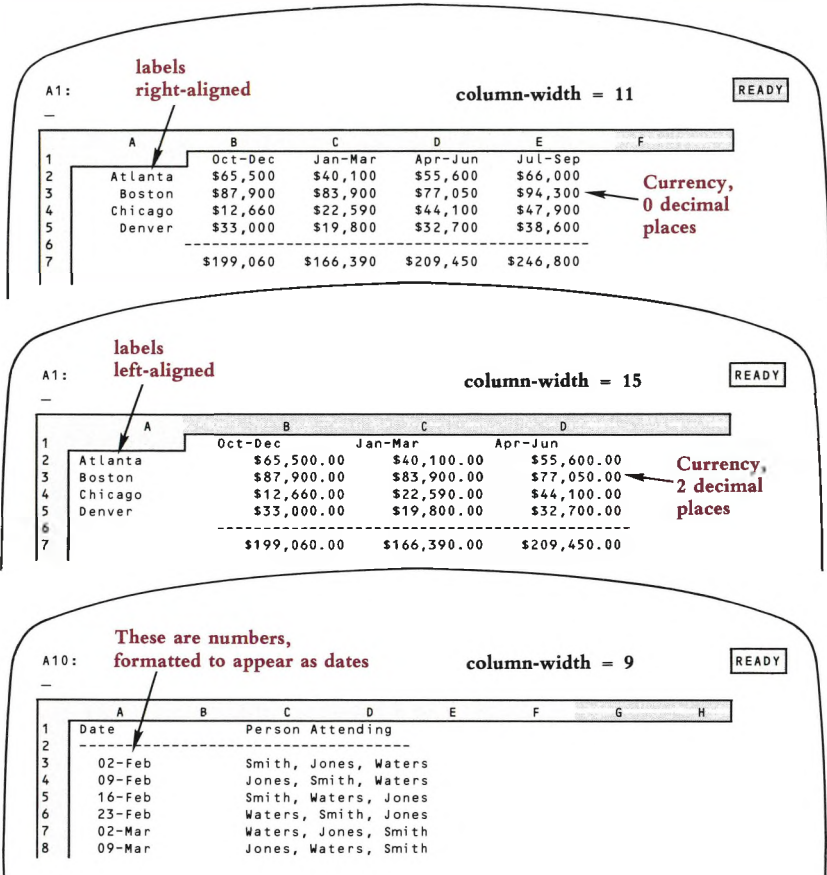 labels
right-aligned
A1:
column-width = 11
READY
A B C D E F
1 Oct-Dec Jan-Mar Apr-Jun Jul-Sep
2 Atlanta $65,500 $40,100 $55,600 $66,000
3 Boston $87,900 $83,900 $77,050 $94,300
4 Chicago $12,660 $22,590 $44,100 $47,900
5 Denver $33,000 $19,800 $32,700 $38,600
6 ----------------------------------------
7 $199,060 $166,390 $209,450 $246,800
Currency,
0 decimal
places
labels
left-aligned
A1:
column-width = 15
READY
A B C D
1 Oct-Dec Jan-Mar Apr-Jun
2 Atlanta $65,500.00 $40,100.00 $55,600.00
3 Boston $87,900.00 $83,900.00 $77,050.00
4 Chicago $12,660.00 $22,590.00 $44,100.00
5 Denver $33,000.00 $19,800.00 $32,700.00
6 ---------------------------------------------
7 $199,060.00 $166,390.00 $209,450.00
Currency,
2 decimal
places
These are numbers,
formatted to appear as dates
A10:
column-width = 9
READY
A B C D E F G H
1 Date Person Attending
2 ------------------------------------
3 02-Feb Smith, Jones, Waters
4 09-Feb Jones, Smith, Waters
5 16-Feb Smith, Waters, Jones
6 23-Feb Waters, Smith, Jones
7 02-Mar Waters, Jones, Smith
8 09-Mar Jones, Waters, Smith